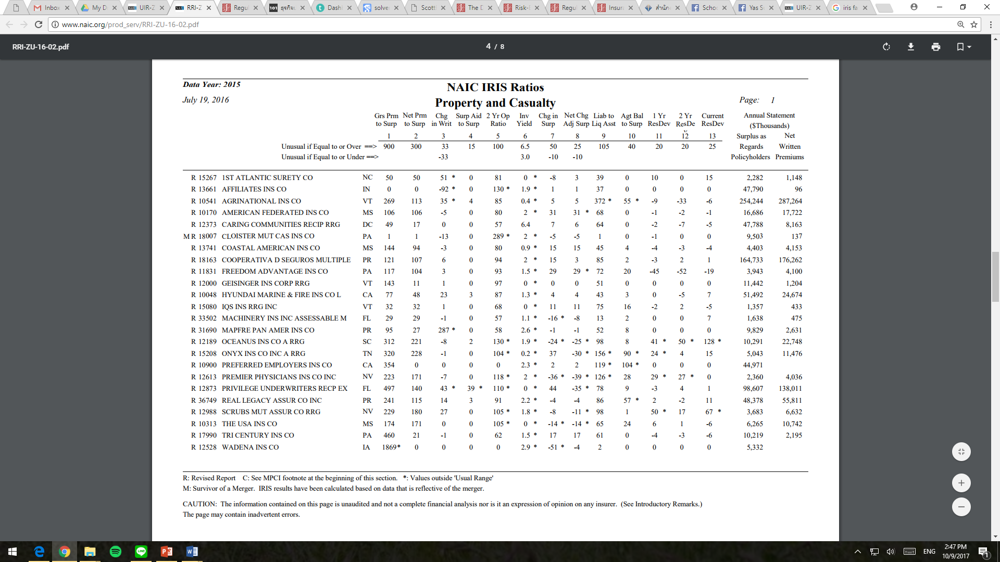 Inbox
My D
UIR-Z
RRI-Z
Regu
ธุรกิจ
Dashl
solve
Scott
The D
Risk-I
Regul
Insur
สำนัก
Schoo
Yas S
UIR-Z
iris fa
www.naic.org/prod_serv/RRI-ZU-16-02.pdf
RRI-ZU-16-02.pdf
4 / 8
Data Year: 2015
NAIC IRIS Ratios
July 19, 2016
Property and Casualty
Page: 1
Grs Prm Net Prm Chg Surp Aid 2 Yr Op Inv Chg in Net Chg Liab to Agt Bal 1 Yr 2 Yr Current Annual Statement
to Surp to Surp in Writ to Surp Ratio Yield Surp Adj Surp Liq Asst to Surp ResDev ResDe ResDev ($Thousands)
v
1 2 3 4 5 6 7 8 9 10 11 12 13 Surplus as Net
Unusual if Equal to or Over ==> 900 300 33 15 100 6.5 50 25 105 40 20 20 25 Regards Written
Unusual if Equal to or Under ==> -33 3.0 -10 -10 Policyholders Premiums
R 15267 1ST ATLANTIC SURETY CO NC 50 50 51 * 0 81 0 * -8 3 39 0 10 0 15 2,282 1,148
R 13661 AFFILIATES INS CO IN 0 0 -92 * 0 130 * 1.9 * 1 1 37 0 0 0 0 47,790 96
R 10541 AGRINATIONAL INS CO VT 269 113 35 * 4 85 0.4 * 5 5 372 * 55 * -9 -33 -6 254,244 287,264
R 10170 AMERICAN FEDERATED INS CO MS 106 106 -5 0 80 2 * 31 31 * 68 0 -1 -2 -1 16,686 17,722
R 12373 CARING COMMUNITIES RECIP RRG DC 49 17 0 0 57 6.4 7 6 64 0 -2 -7 -5 47,788 8,163
M R 18007 CLOISTER MUT CAS INS CO PA 1 1 -13 0 289 * 2 * -5 -5 1 0 -1 0 0 9,503 137
R 13741 COASTAL AMERICAN INS CO MS 144 94 -3 0 80 0.9 * 15 15 45 4 -4 -3 -4 4,403 4,153
R 18163 COOPERATIVA D SEGUROS MULTIPLE PR 121 107 6 0 94 2 * 15 3 85 2 -3 2 1 164,733 176,262
R 11831 FREEDOM ADVANTAGE INS CO PA 117 104 3 0 93 1.5 * 29 29 * 72 20 -45 -52 -19 3,943 4,100
R 12000 GEISINGER INS CORP RRG VT 143 11 1 0 97 0 * 0 0 51 0 0 0 0 11,442 1,204
R 10048 HYUNDAI MARINE & FIRE INS CO L CA 77 48 23 3 87 1.3 * 4 4 43 3 0 -5 7 51,492 24,674
R 15080 IQS INS RRG INC VT 32 32 1 0 68 0 * 11 11 75 16 -2 2 -5 1,357 433
R 33502 MACHINERY INS INC ASSESSABLE M FL 29 29 -1 0 57 1.1 * -16 * -8 13 2 0 0 7 1,638 475
R 31690 MAPFRE PAN AMER INS CO PR 95 27 287 * 0 58 2.6 * -1 -1 52 8 0 0 0 9,829 2,631
R 12189 OCEANUS INS CO A RRG SC 312 221 -8 2 130 * 1.9 * -24 * -25 * 98 8 41 * 50 * 128 * 10,291 22,748
R 15208 ONYX INS CO INC A RRG TN 320 228 -1 0 104 * 0.2 * 37 -30 * 156 * 90 * 24 * 4 15 5,043 11,476
R 10900 PREFERRED EMPLOYERS INS CO CA 354 0 0 0 0 2.3 * 2 2 119 * 104 * 0 0 0 44,971
R 12613 PREMIER PHYSICIANS INS CO INC NV 223 171 -7 0 118 * 2 * -36 * -39 * 126 * 28 29 * 27 * 0 2,360 4,036
R 12873 PRIVILEGE UNDERWRITERS RECP EX FL 497 140 43 * 39 * 110 * 0 * 44 -35 * 78 9 -3 4 1 98,607 138,011
R 36749 REAL LEGACY ASSUR CO INC PR 241 115 14 3 91 2.2 * -4 -4 86 57 * 2 -2 11 48,378 55,811
R 12988 SCRUBS MUT ASSUR CO RRG NV 229 180 27 0 105 * 1.8 * -8 -11 * 98 1 50 * 17 67 * 3,683 6,632
R 10313 THE USA INS CO MS 174 171 0 0 105 * 0 * -14 * -14 * 65 24 6 1 -6 6,265 10,742
R 17990 TRI CENTURY INS CO PA 460 21 -1 0 62 1.5 * 17 17 61 0 -4 -3 -6 10,219 2,195
R 12528 WADENA INS CO IA 1869* 0 0 0 0 2.9 * -51 * -4 2 0 0 0 0 5,332
R: Revised Report C: See MPCI footnote at the beginning of this section. *: Values outside 'Usual Range'
M: Survivor of a Merger. IRIS results have been calculated based on data that is reflective of the merger.
CAUTION: The information contained on this page is unaudited and not a complete financial analysis nor is it an expression of opinion on any insurer. (See Introductory Remarks.)
The page may contain inadvertent errors.
ENG
2:47 PM
10/9/2017